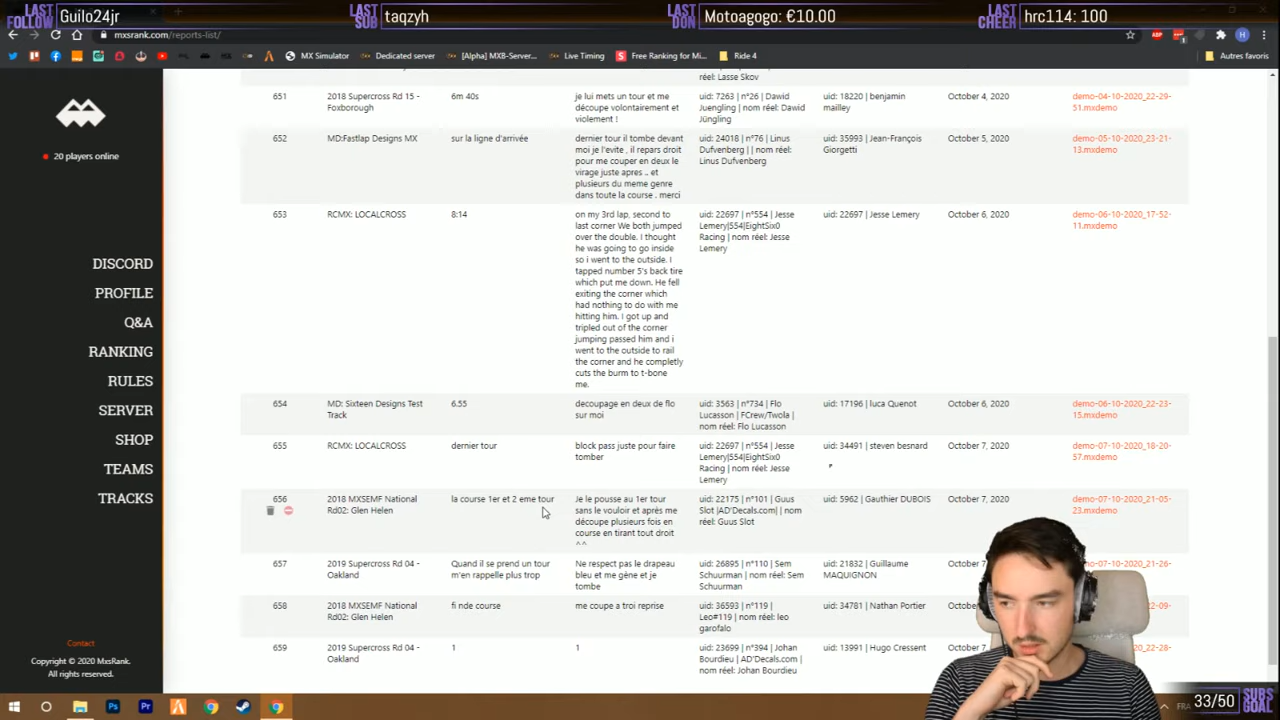 LAST FOLLOW Guilo24jr LAST SUB taqzyh LAST DON Motoagogo: €10.00 LAST CHEER hrc114: 100
mxsrank.com/reports-list/
MX Simulator Dedicated server [Alpha] MXB-Server... Live Timing Free Ranking for Mi... Ride 4 Autres favoris
20 players online
DISCORD
PROFILE
Q&A
RANKING
RULES
SERVER
SHOP
TEAMS
TRACKS
Contact
Copyright © 2020 MxsRank.
All rights reserved.
réel: Lasse Skov
651
2018 Supercross Rd 15 -
Foxborough
6m 40s
je lui mets un tour et me
découpe volontairement et
violement !
uid: 7263 | n°26 | Dawid
Juengling | nom réel: Dawid
Jüngling
uid: 18220 | benjamin
mailley
October 4, 2020
demo-04-10-2020_22-29-
51.mxdemo
652
MD:Fastlap Designs MX
sur la ligne d'arrivée
dernier tour il tombe devant
moi je l'evite , il repars droit
pour me couper en deux le
virage juste apres .. et
plusieurs du meme genre
dans toute la course . merci
uid: 24018 | n°76 | Linus
Dufvenberg | | nom réel:
Linus Dufvenberg
uid: 35993 | Jean-François
Giorgetti
October 5, 2020
demo-05-10-2020_23-21-
13.mxdemo
653
RCMX: LOCALCROSS
8:14
on my 3rd lap, second to
last corner We both jumped
over the double. I thought
he was going to go inside
so i went to the outside. I
tapped number 5's back tire
which put me down. He fell
exiting the corner which
had nothing to do with me
hitting him. I got up and
tripled out of the corner
jumping passed him and i
went to the outside to rail
the corner and he completly
cuts the burm to t-bone
me.
uid: 22697 | n°554 | Jesse
Lemery|554|EightSix0
Racing | nom réel: Jesse
Lemery
uid: 22697 | Jesse Lemery
October 6, 2020
demo-06-10-2020_17-52-
11.mxdemo
654
MD: Sixteen Designs Test
Track
6.55
decoupage en deux de flo
sur moi
uid: 3563 | n°734 | Flo
Lucasson | FCrew/Twola |
nom réel: Flo Lucasson
uid: 17196 | luca Quenot
October 6, 2020
demo-06-10-2020_22-23-
15.mxdemo
655
RCMX: LOCALCROSS
dernier tour
block pass juste pour faire
tomber
uid: 22697 | n°554 | Jesse
Lemery|554|EightSix0
Racing | nom réel: Jesse
Lemery
uid: 34491 | steven besnard
October 7, 2020
demo-07-10-2020_18-20-
57.mxdemo
656
2018 MXSEMF National
Rd02: Glen Helen
la course 1er et 2 eme tour
Je le pousse au 1er tour
sans le vouloir et après me
découpe plusieurs fois en
course en tirant tout droit
^^
uid: 22175 | n°101 | Guus
Slot |AD'Decals.com| | nom
réel: Guus Slot
uid: 5962 | Gauthier DUBOIS
October 7, 2020
demo-07-10-2020_21-05-
23.mxdemo
657
2019 Supercross Rd 04 -
Oakland
Quand il se prend un tour
m'en rappelle plus trop
Ne respect pas le drapeau
bleu et me gène et je
tombe
uid: 26895 | n°110 | Sem
Schuurman | nom réel: Sem
Schuurman
uid: 21832 | Guillaume
MAQUIGNON
October 7
2020_21-26-
658
2018 MXSEMF National
Rd02: Glen Helen
fi nde course
me coupe a troi reprise
uid: 36593 | n°119 |
Leo#119 | nom réel: leo
garofalo
uid: 34781 | Nathan Portier
22-09-
659
2019 Supercross Rd 04 -
Oakland
1
1
uid: 23699 | n°394 | Johan
Bourdieu | AD'Decals.com |
nom réel: Johan Bourdieu
uid: 13991 | Hugo Cressent
22-28-
FRA
33/50 SUBS GOAL